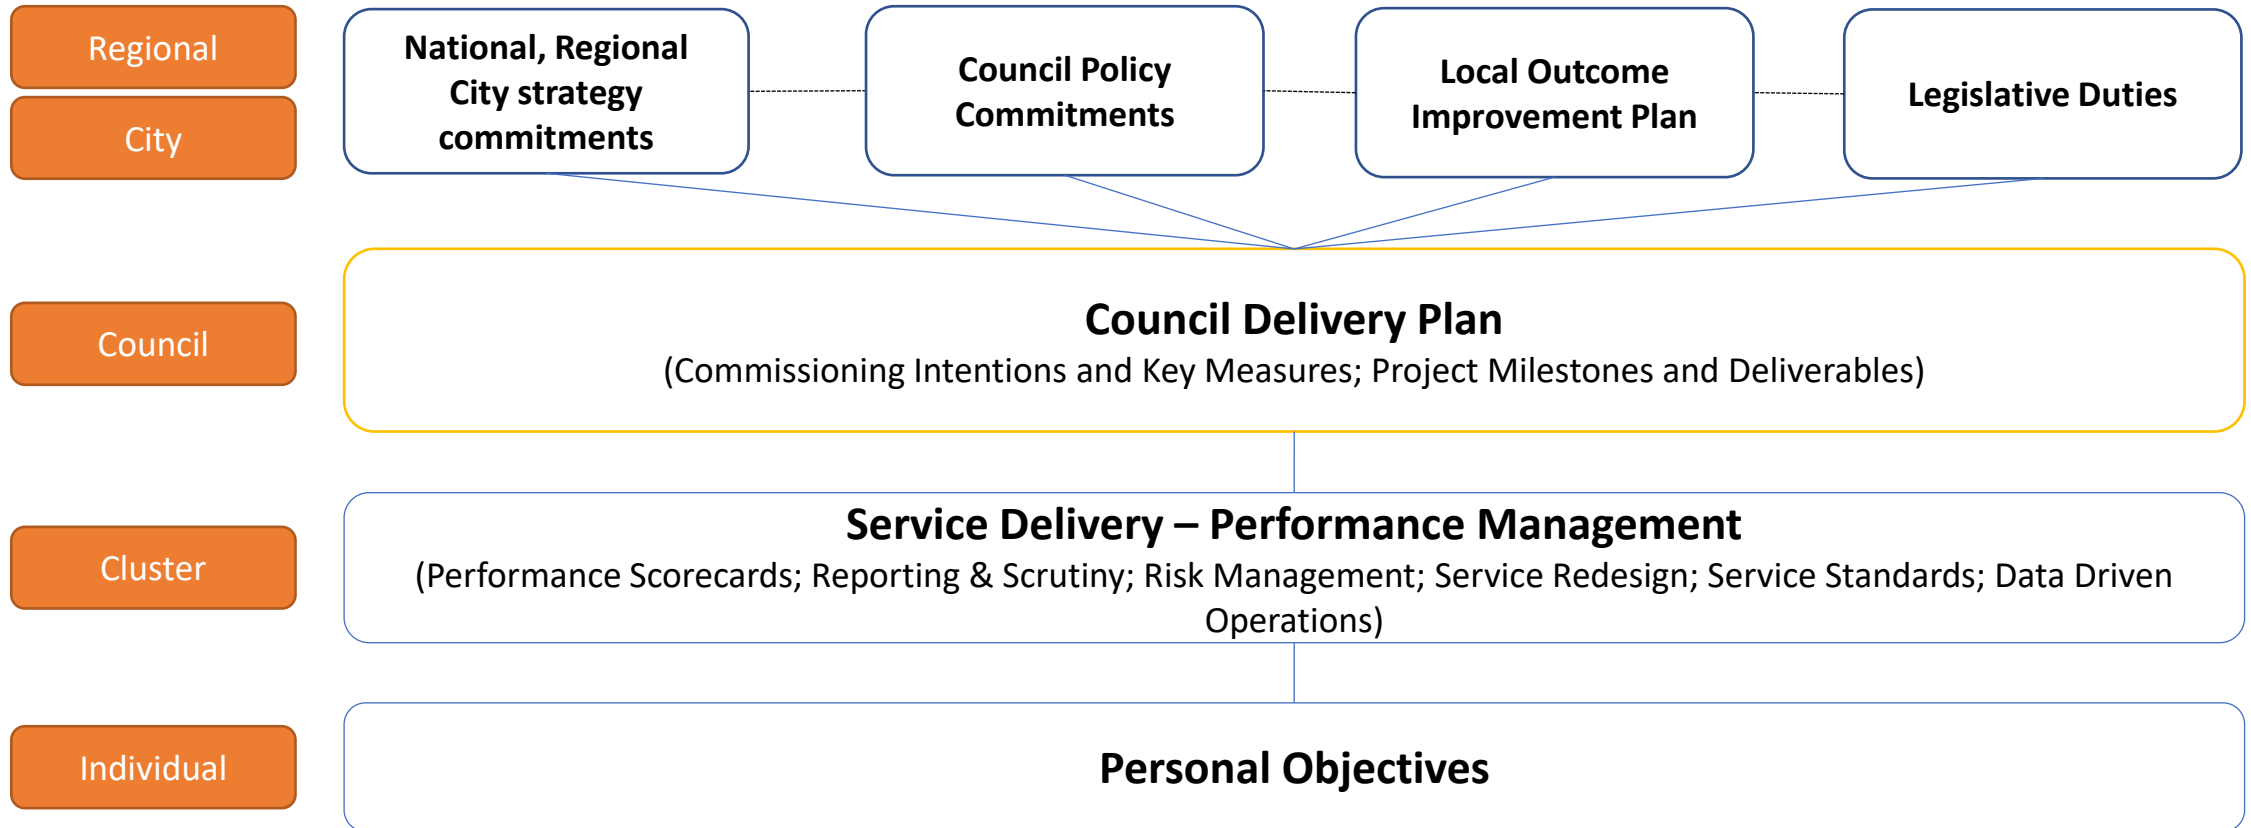 Regional
City
National, Regional
City strategy
commitments
Council Policy
Commitments
Local Outcome
Improvement Plan
Legislative Duties
Council
Council Delivery Plan
(Commissioning Intentions and Key Measures; Project Milestones and Deliverables)
Cluster
Service Delivery – Performance Management
(Performance Scorecards; Reporting & Scrutiny; Risk Management; Service Redesign; Service Standards; Data Driven
Operations)
Individual
Personal Objectives